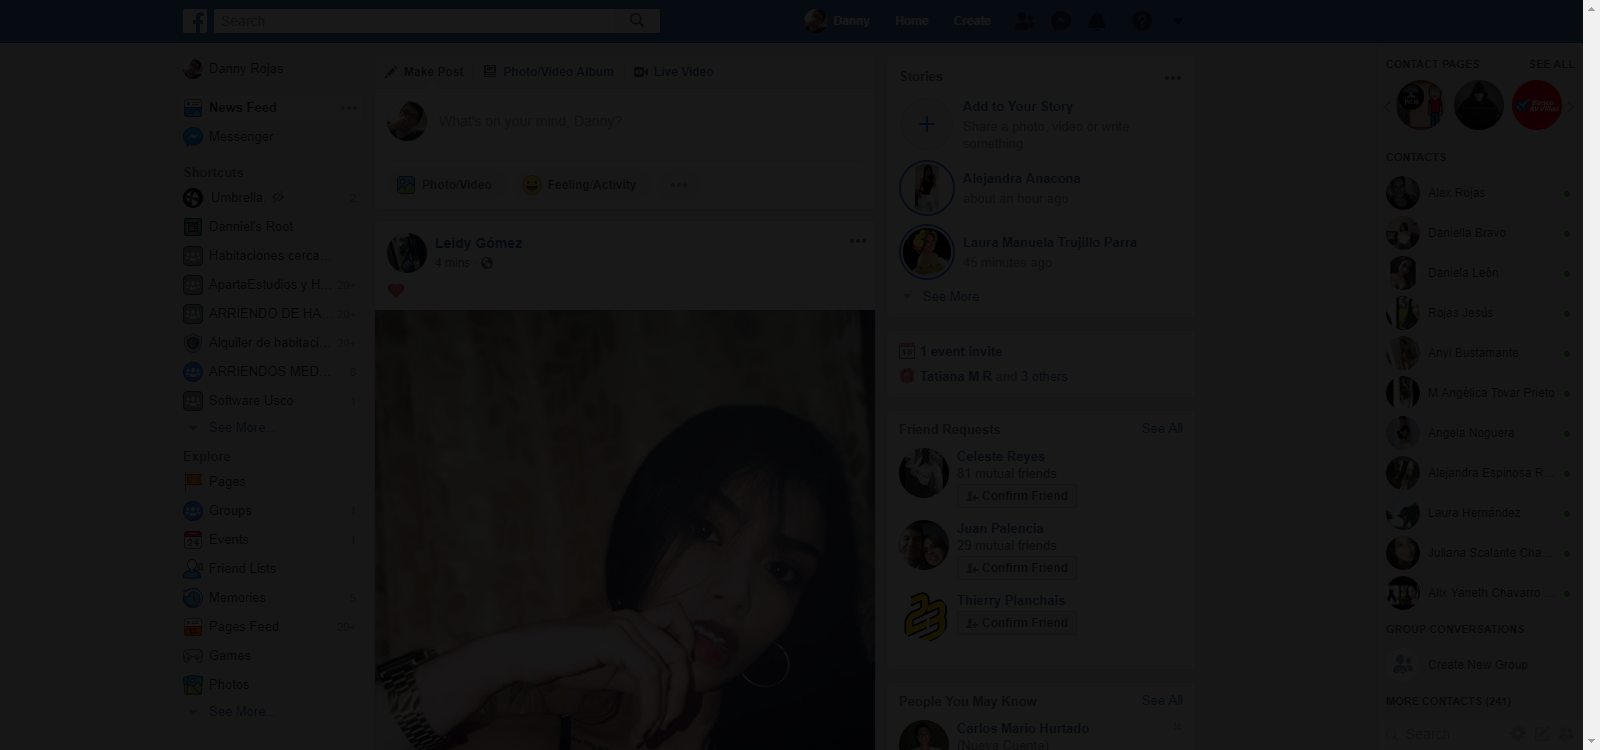 Search
Danny
Home
Create
Danny Rojas
News Feed
Messenger
Shortcuts
Umbrella.
2
Danniel's Root
Habitaciones cerca...
ApartaEstudios y H...
20+
ARRIENDO DE HA...
20+
Alquiler de habitaci...
20+
ARRIENDOS MED...
Software Usco
1
See More...
Explore
Pages
Groups
1
Events
1
Friend Lists
Memories
5
Pages Feed
20+
Games
Photos
See More...
Make Post
Photo/Video Album
Live Video
What's on your mind, Danny?
Photo/Video
Feeling/Activity
Leidy Gómez
4 mins ·
Stories
Add to Your Story
Share a photo, video or write
something
Alejandra Anacona
about an hour ago
Laura Manuela Trujillo Parra
45 minutes ago
See More
1 event invite
Tatiana M R and 3 others
Friend Requests
See All
Celeste Reyes
81 mutual friends
Confirm Friend
Juan Palencia
29 mutual friends
Confirm Friend
Thierry Planchais
Confirm Friend
People You May Know
See All
Carlos Mario Hurtado
(Nueva Cuenta)
CONTACT PAGES
SEE ALL
CONTACTS
Alex Rojas
Daniella Bravo
Daniela León
Rojas Jesús
Anyi Bustamante
M Angélica Tovar Prieto
Angela Noguera
Alejandra Espinosa R...
Laura Hernández
Juliana Scalante Cha...
Alix Yaneth Chavarro ...
GROUP CONVERSATIONS
Create New Group
MORE CONTACTS (241)
Search